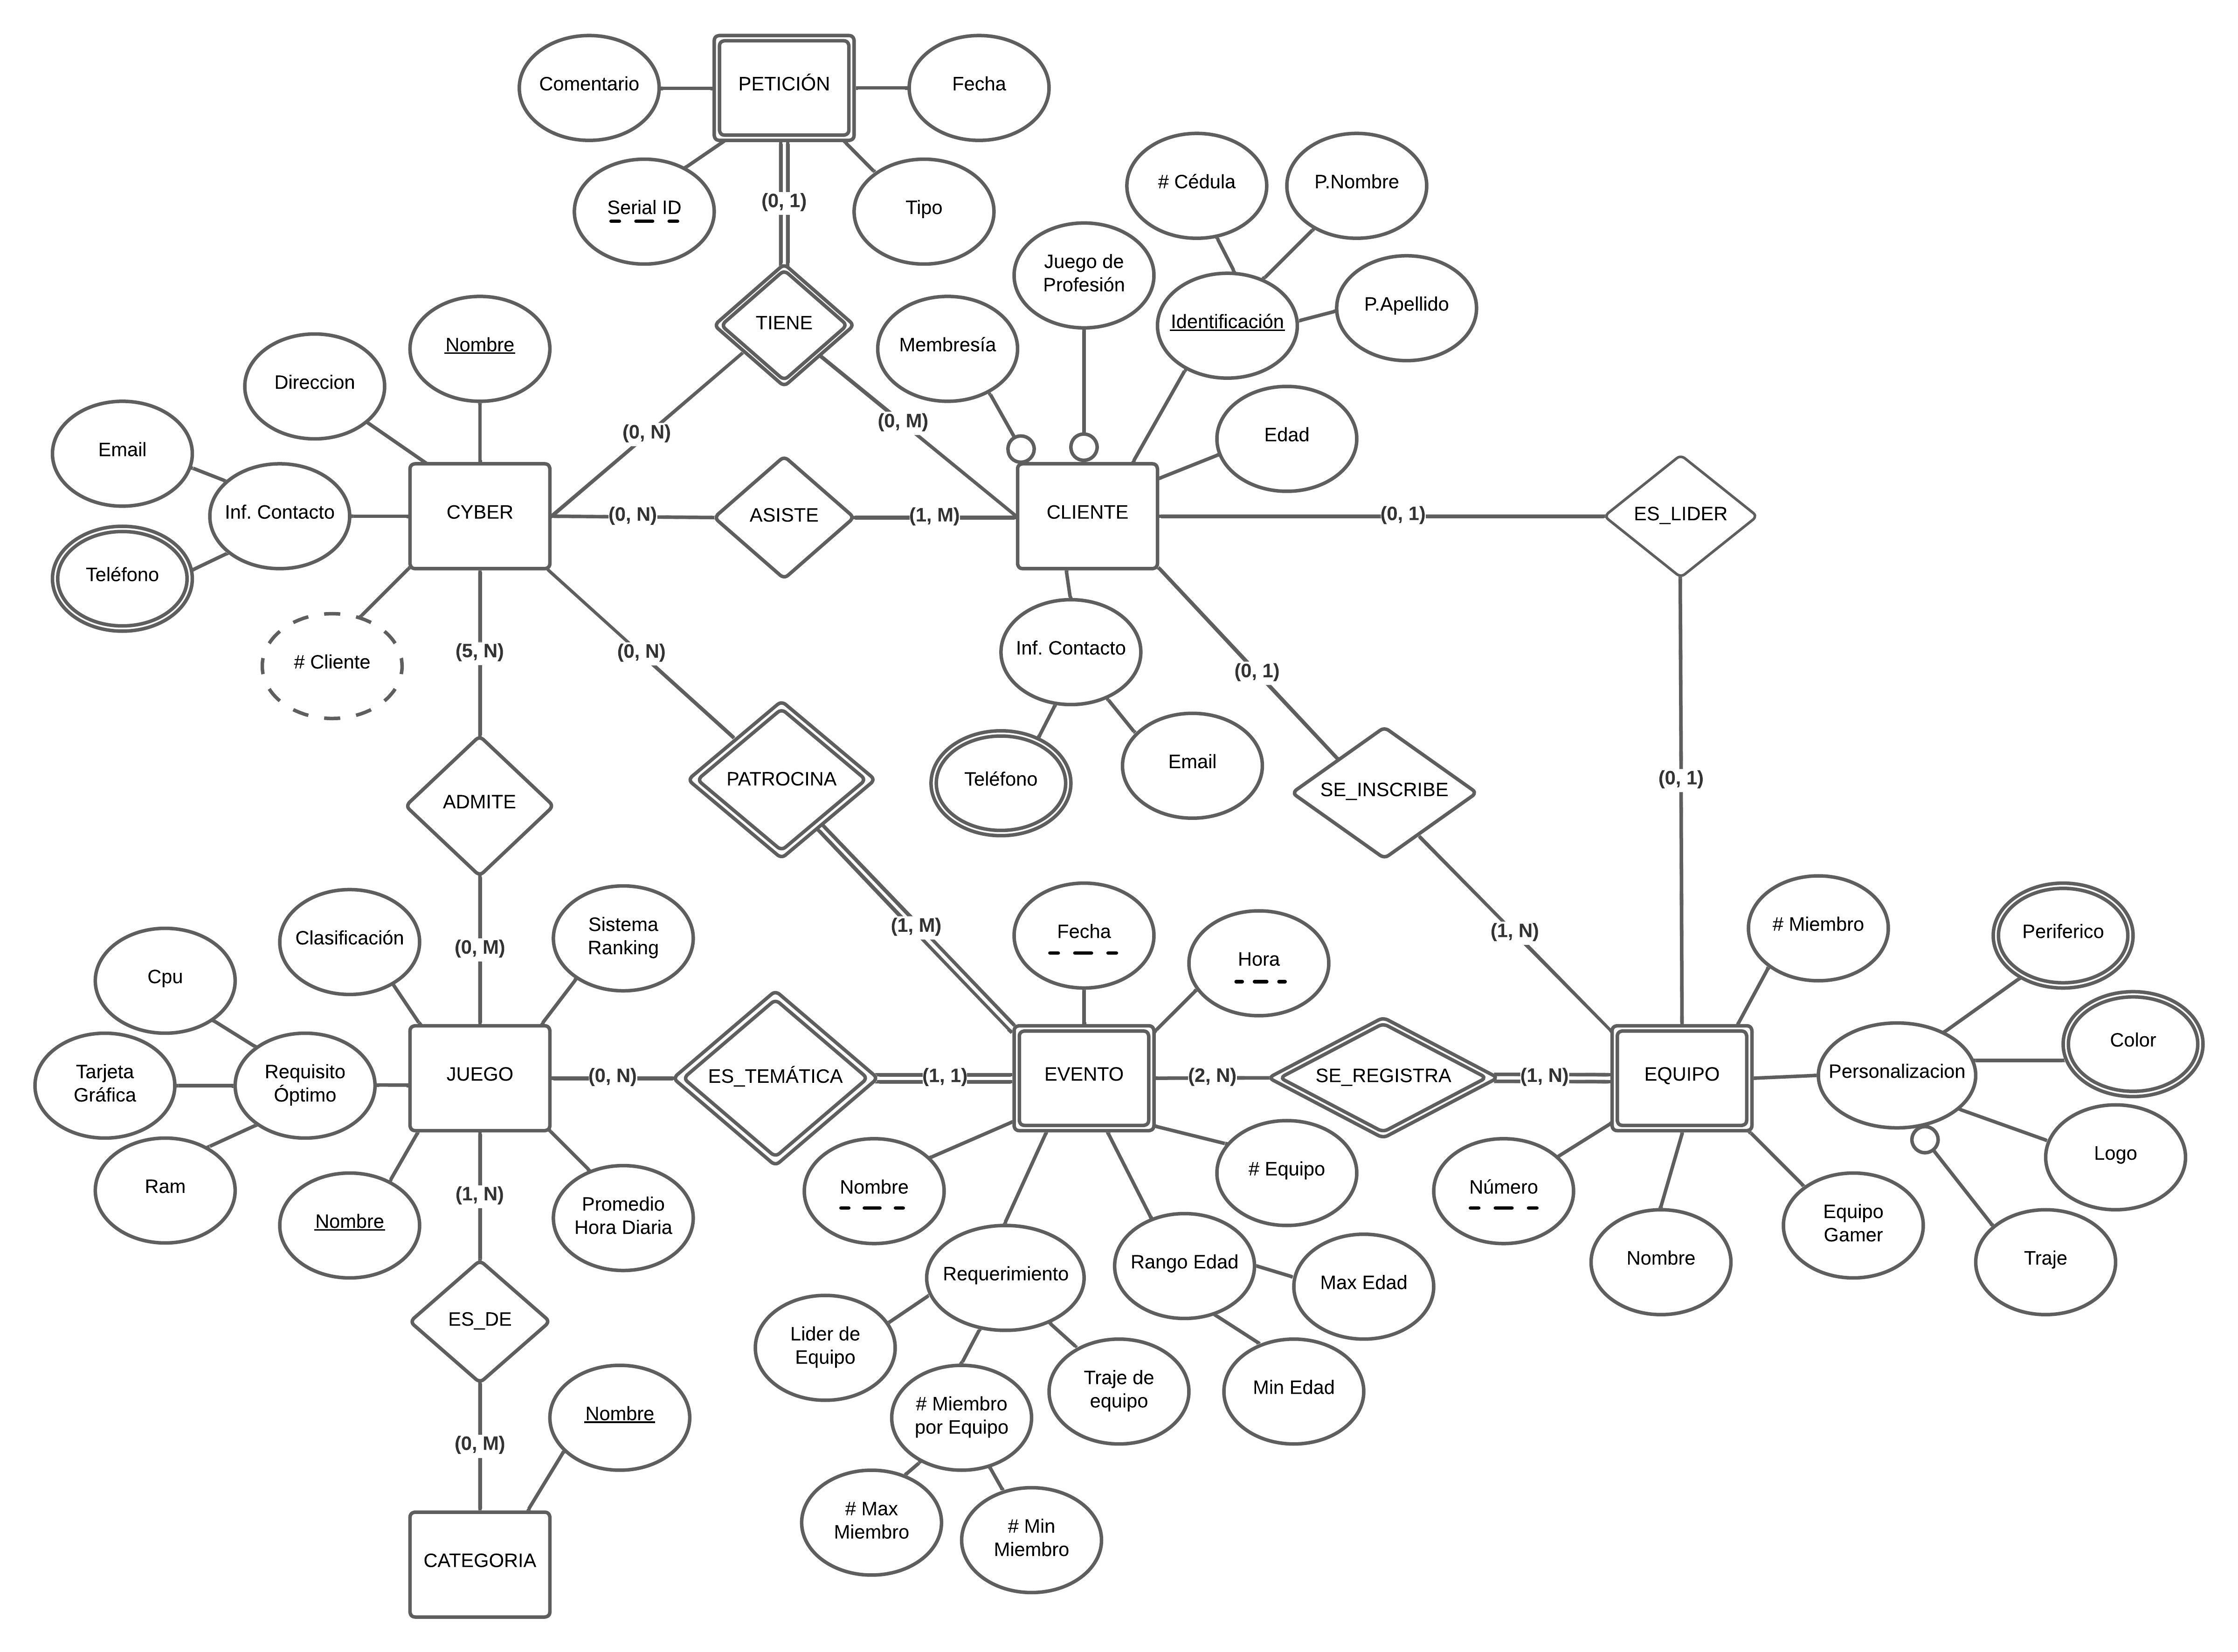 Comentario
PETICIÓN
Fecha
Serial ID
(0, 1)
Tipo
# Cédula
P.Nombre
Juego de
Profesión
P.Apellido
Identificación
TIENE
Nombre
Membresía
Direccion
Email
(0, N)
(0, M)
Edad
Inf. Contacto
CYBER
(0, N)
ASISTE
(1, M)
CLIENTE
(0, 1)
ES_LIDER
Teléfono
# Cliente
(5, N)
(0, N)
Inf. Contacto
(0, 1)
Email
Teléfono
PATROCINA
SE_INSCRIBE
(0, 1)
ADMITE
Clasificación
Sistema
Ranking
(0, M)
(1, M)
Fecha
Hora
(1, N)
# Miembro
Periferico
Cpu
Color
Tarjeta
Gráfica
Requisito
Óptimo
JUEGO
(0, N)
ES_TEMÁTICA
(1, 1)
EVENTO
(2, N)
SE_REGISTRA
(1, N)
EQUIPO
Personalizacion
Logo
Ram
Nombre
(1, N)
Promedio
Hora Diaria
Nombre
# Equipo
Número
Nombre
Equipo
Gamer
Traje
Requerimiento
Rango Edad
Max Edad
ES_DE
Lider de
Equipo
Traje de
equipo
Min Edad
# Miembro
por Equipo
Nombre
(0, M)
# Max
Miembro
# Min
Miembro
CATEGORIA